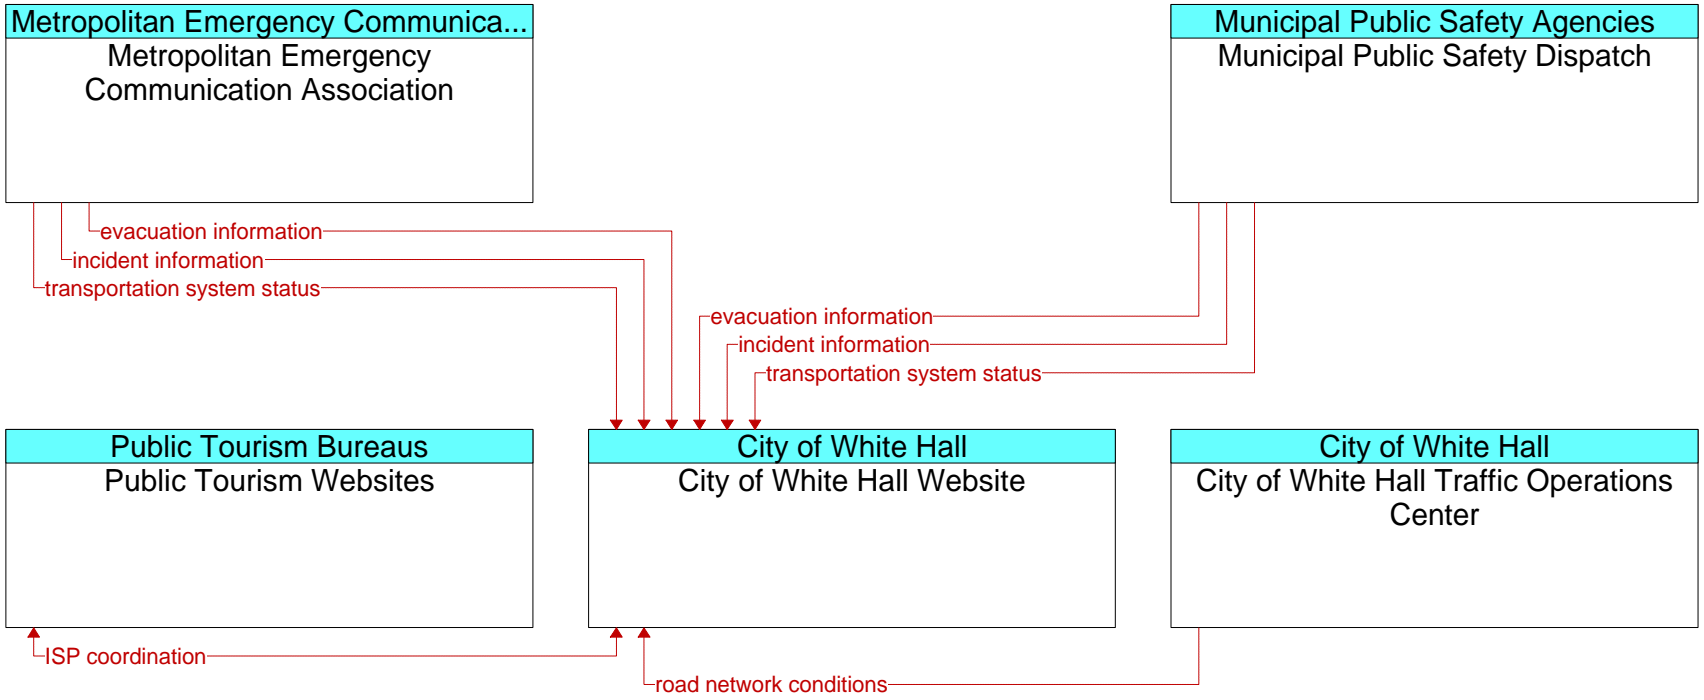 Metropolitan Emergency Communica...
Metropolitan Emergency
Communication Association
Municipal Public Safety Agencies
Municipal Public Safety Dispatch
evacuation information
incident information
transportation system status
evacuation information
incident information
transportation system status
Public Tourism Bureaus
Public Tourism Websites
City of White Hall
City of White Hall Website
City of White Hall
City of White Hall Traffic Operations
Center
ISP coordination
road network conditions